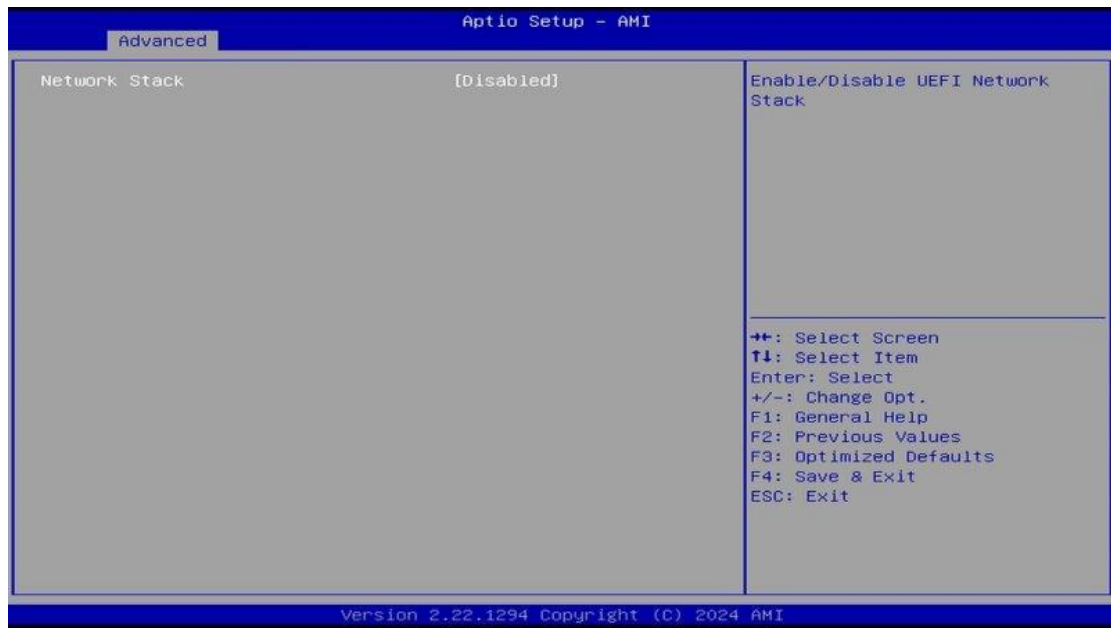 Aptio Setup - AMI
Advanced
Network Stack [Disabled]
Enable/Disable UEFI Network
Stack
→←: Select Screen
↑↓: Select Item
Enter: Select
+/-: Change Opt.
F1: General Help
F2: Previous Values
F3: Optimized Defaults
F4: Save & Exit
ESC: Exit
Version 2.22.1294 Copyright (C) 2024 AMI